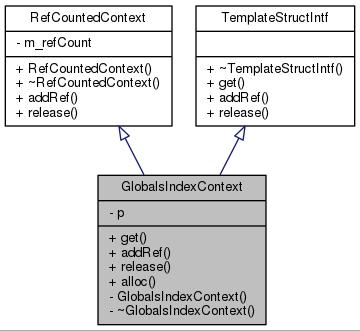 RefCountedContext
- m_refCount
+ RefCountedContext()
+ ~RefCountedContext()
+ addRef()
+ release()
TemplateStructIntf
+ ~TemplateStructIntf()
+ get()
+ addRef()
+ release()
GlobalsIndexContext
- p
+ get()
+ addRef()
+ release()
+ alloc()
- GlobalsIndexContext()
- ~GlobalsIndexContext()